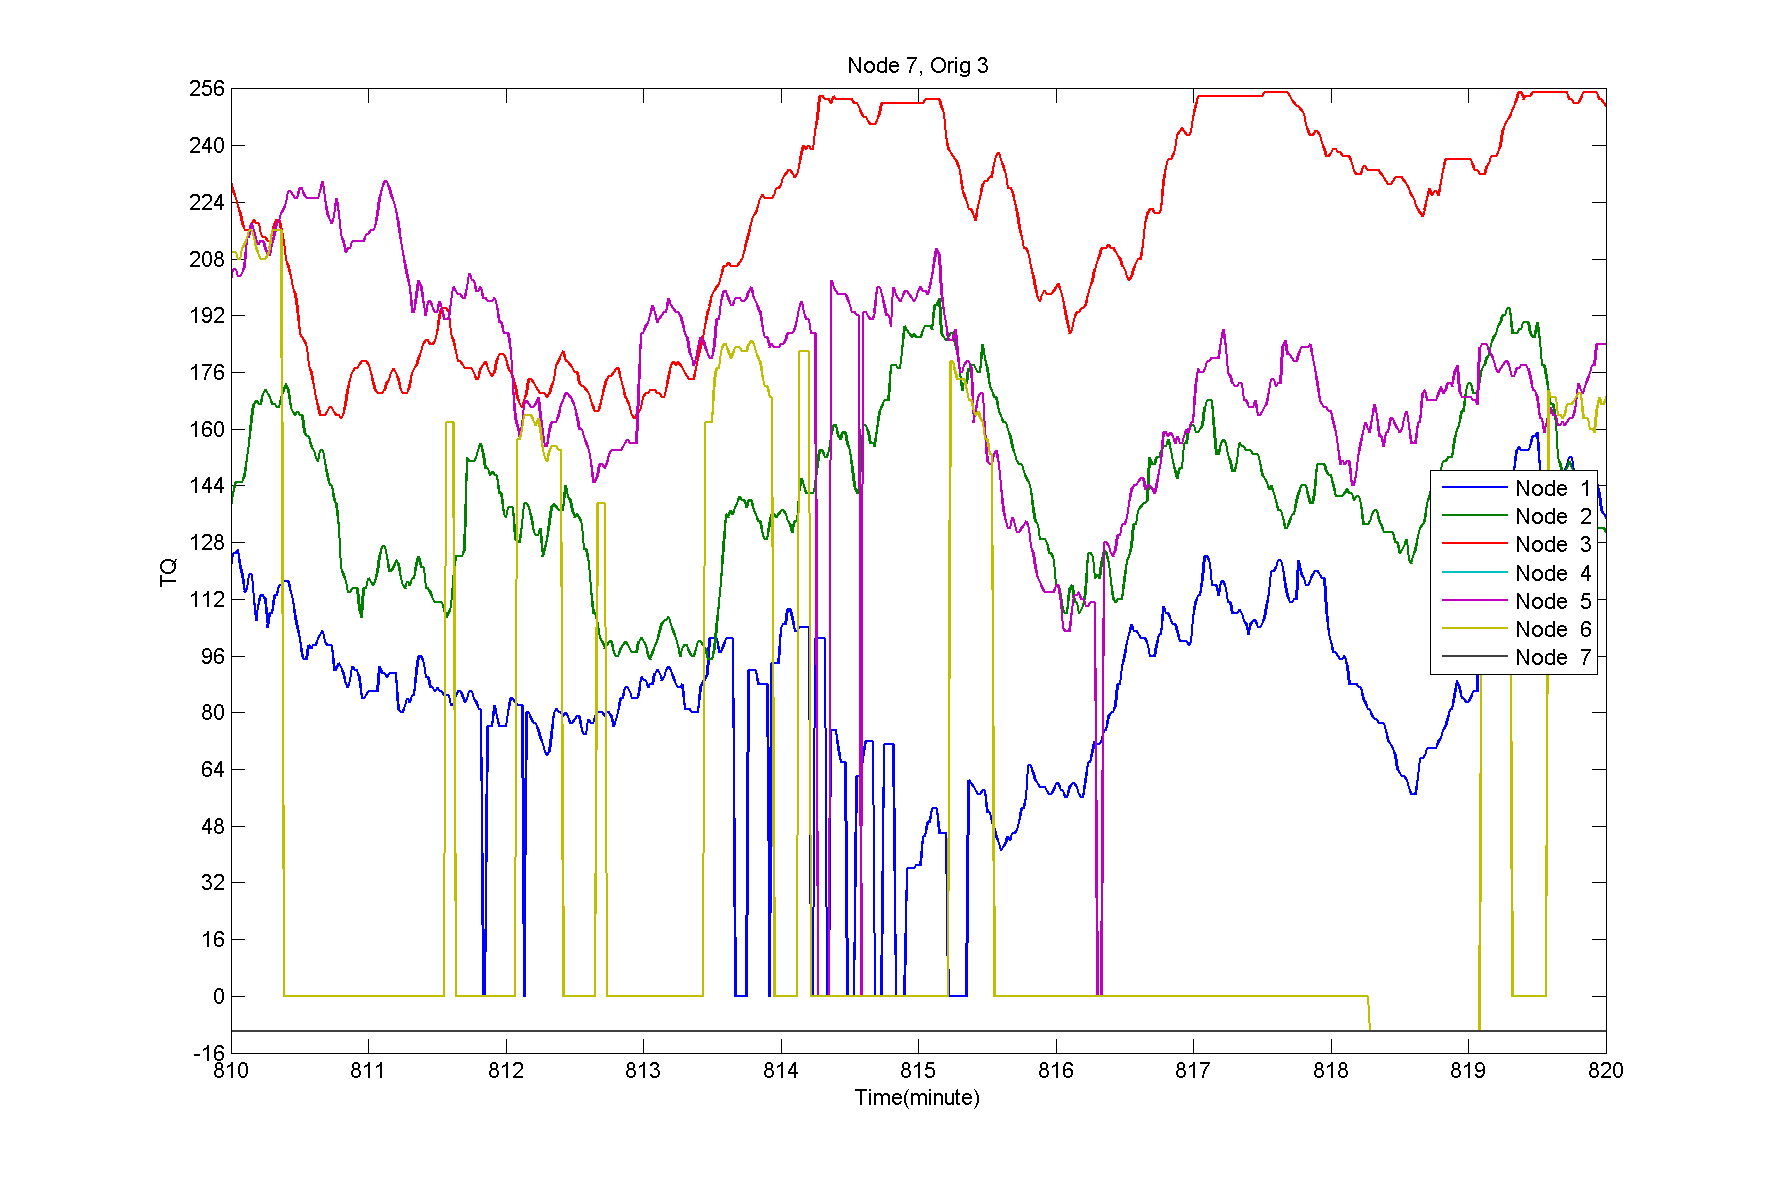 Node 7, Orig 3
256
240
224
208
192
176
160
144
128
112
96
80
64
48
32
16
0
-16
TQ
Node 1
Node 2
Node 3
Node 4
Node 5
Node 6
Node 7
810 811 812 813 814 815 816 817 818 819 820
Time(minute)